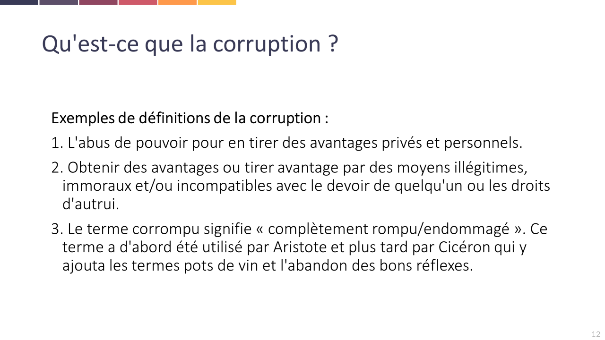 Qu'est-ce que la corruption ?
Exemples de définitions de la corruption :
1. L'abus de pouvoir pour en tirer des avantages privés et personnels.
2. Obtenir des avantages ou tirer avantage par des moyens illégitimes,
immoraux et/ou incompatibles avec le devoir de quelqu'un ou les droits
d'autrui.
3. Le terme corrompu signifie « complètement rompu/endommagé ». Ce
terme a d'abord été utilisé par Aristote et plus tard par Cicéron qui y
ajouta les termes pots de vin et l'abandon des bons réflexes.
12